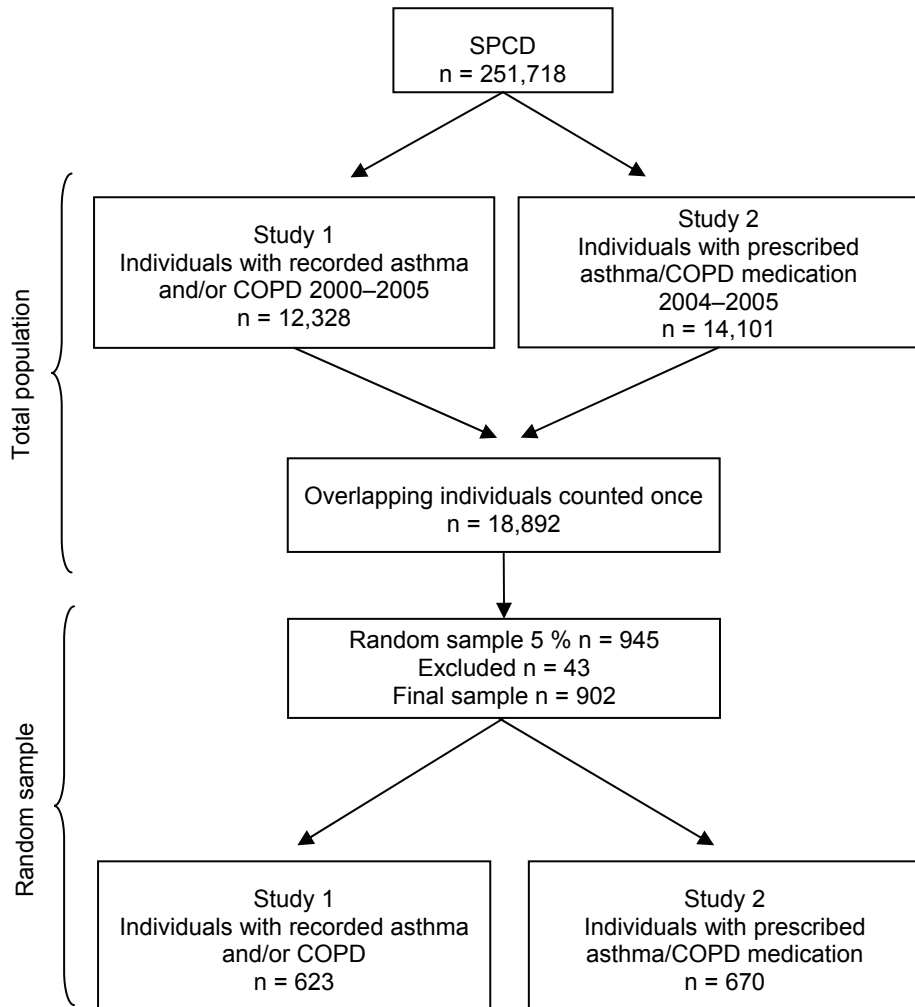 SPCD
n = 251,718
Total population
Study 1
Individuals with recorded asthma
and/or COPD 2000–2005
n = 12,328
Study 2
Individuals with prescribed
asthma/COPD medication
2004–2005
n = 14,101
Overlapping individuals counted once
n = 18,892
Random sample
Random sample 5 % n = 945
Excluded n = 43
Final sample n = 902
Study 1
Individuals with recorded asthma
and/or COPD
n = 623
Study 2
Individuals with prescribed
asthma/COPD medication
n = 670